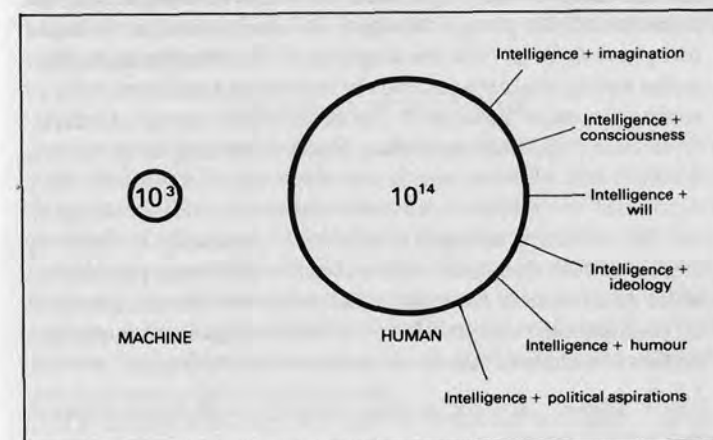 Intelligence + imagination
Intelligence +
consciousness
10³
10¹⁴
Intelligence +
will
Intelligence +
ideology
MACHINE
HUMAN
Intelligence + humour
Intelligence + political aspirations